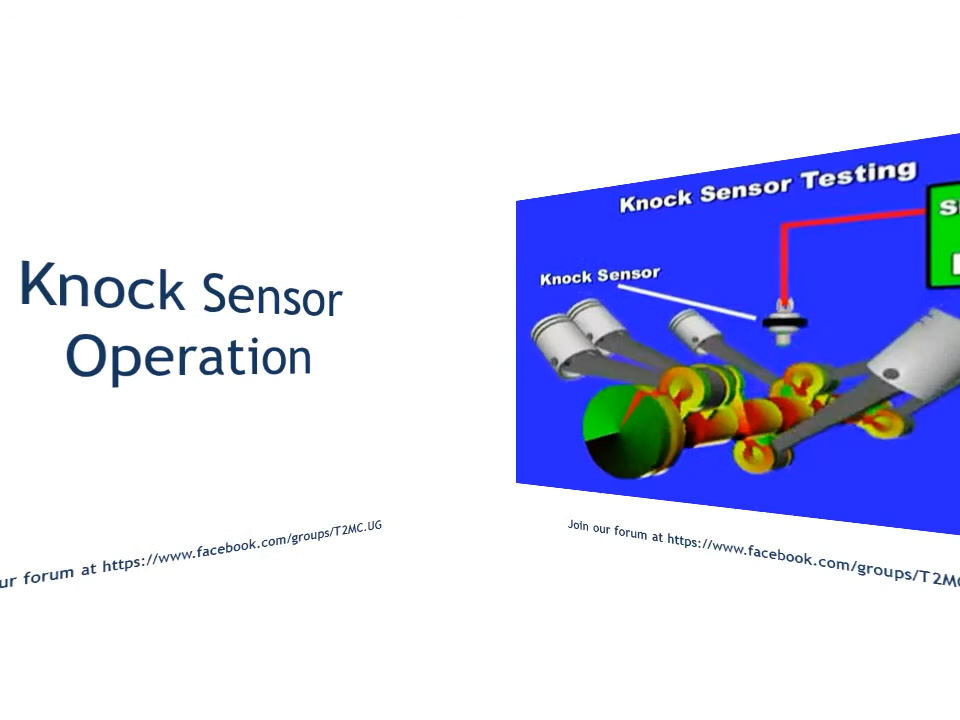 Knock Sensor
Operation
ur forum at https://www.facebook.com/groups/T2MC.UG
Knock Sensor Testing
Knock Sensor
Join our forum at https://www.facebook.com/groups/T2MC